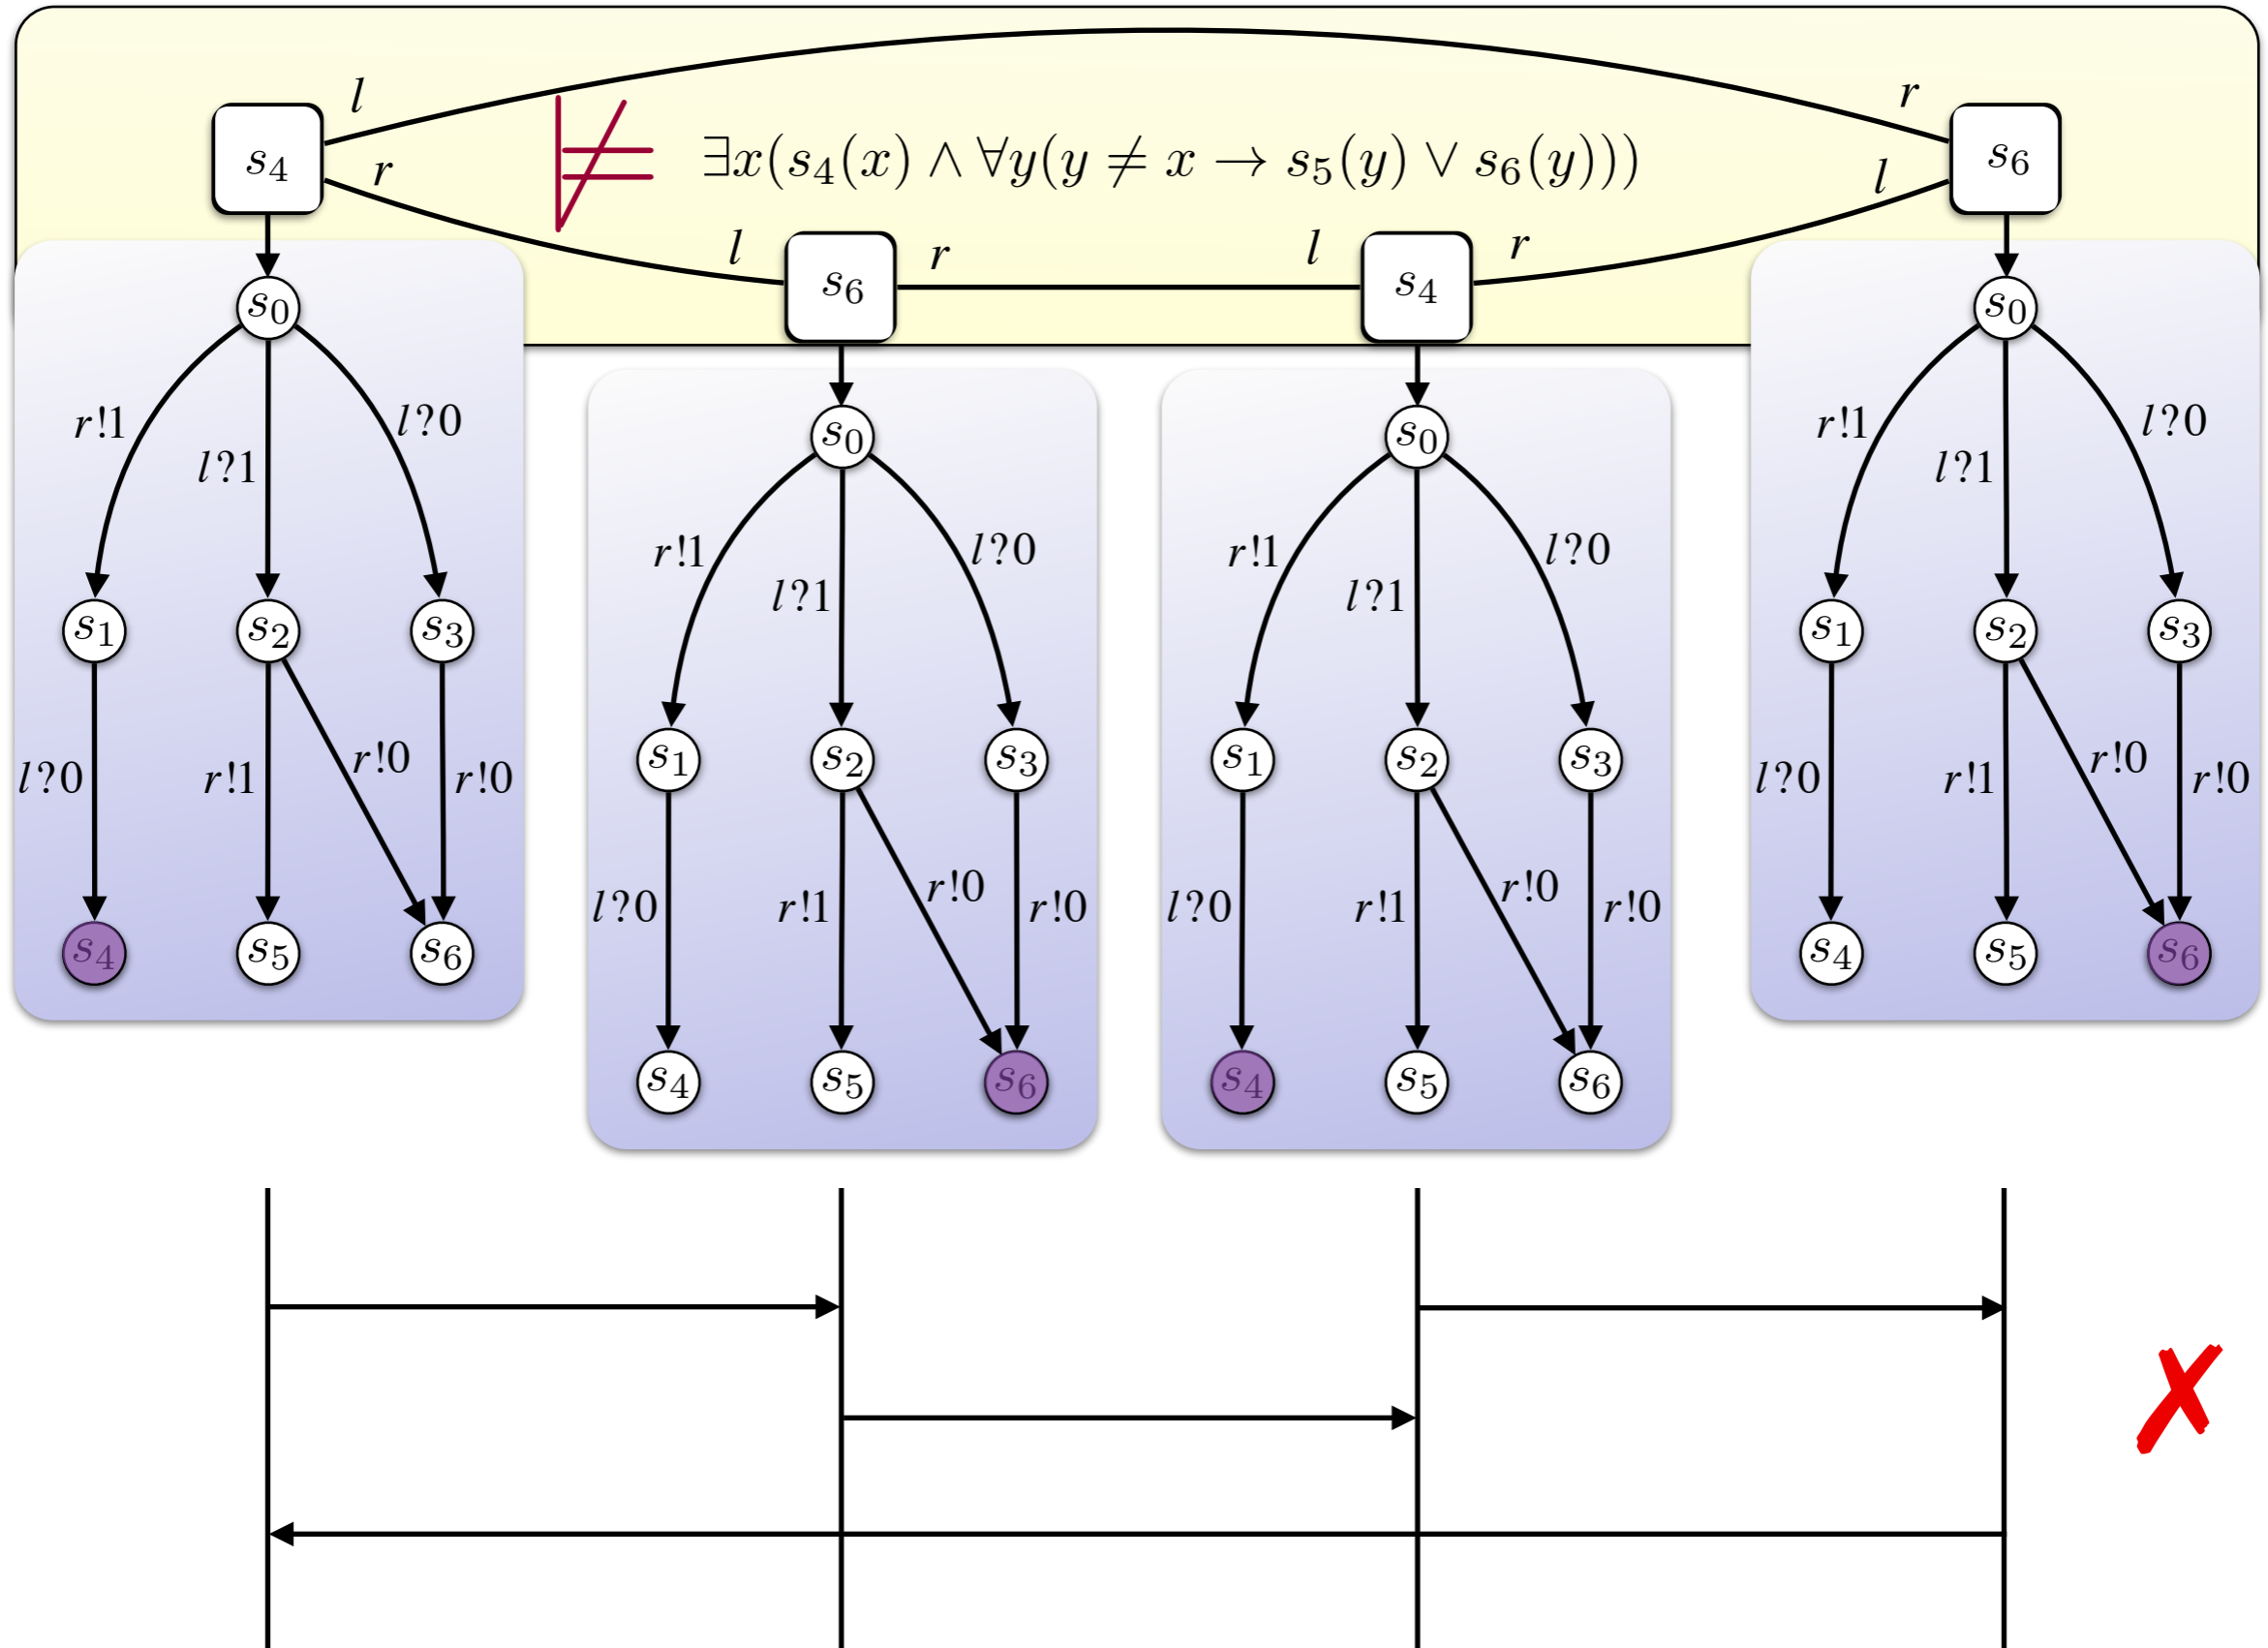 l r
s₄ r ⊭ ∃x(s₄(x) ∧ ∀y(y ≠ x → s₅(y) ∨ s₆(y))) l s₆
l s₆ r l s₄ r
s₀ s₀
r!1 l?1 l?0 r!1 l?1 l?0
s₀ s₀
r!1 l?1 l?0 r!1 l?1 l?0
s₁ s₂ s₃ s₁ s₂ s₃
s₁ s₂ s₃ s₁ s₂ s₃
l?0 r!1 r!0 r!0 l?0 r!1 r!0 r!0
l?0 r!1 r!0 r!0 l?0 r!1 r!0 r!0
s₄ s₅ s₆ s₄ s₅ s₆
s₄ s₅ s₆ s₄ s₅ s₆